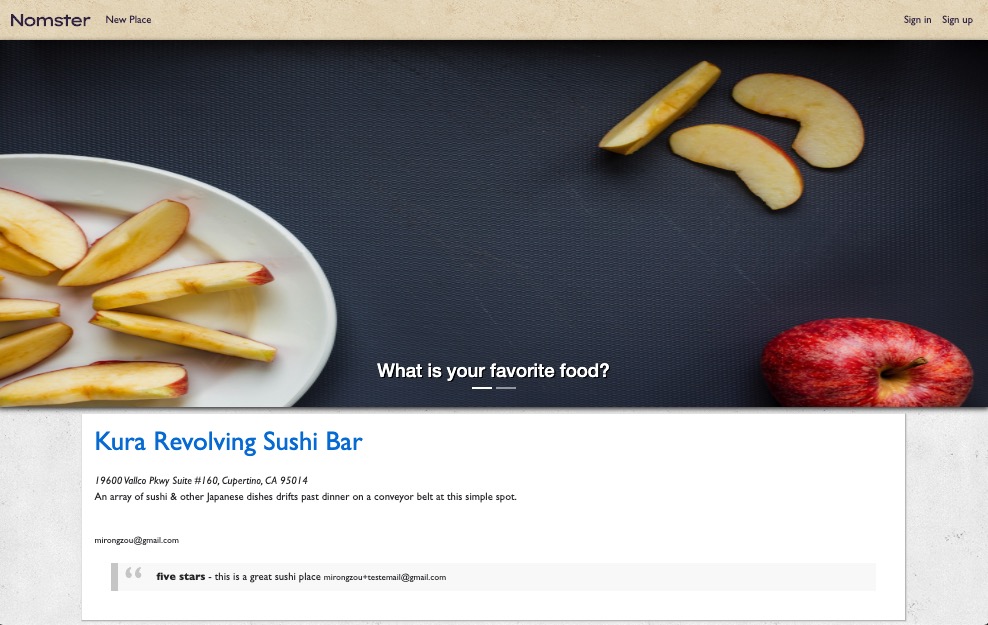 Nomster New Place Sign in Sign up
What is your favorite food?
Kura Revolving Sushi Bar
19600 Vallco Pkwy Suite #160, Cupertino, CA 95014
An array of sushi & other Japanese dishes drifts past dinner on a conveyor belt at this simple spot.
mirongzou@gmail.com
“ five stars - this is a great sushi place mirongzou+testemail@gmail.com